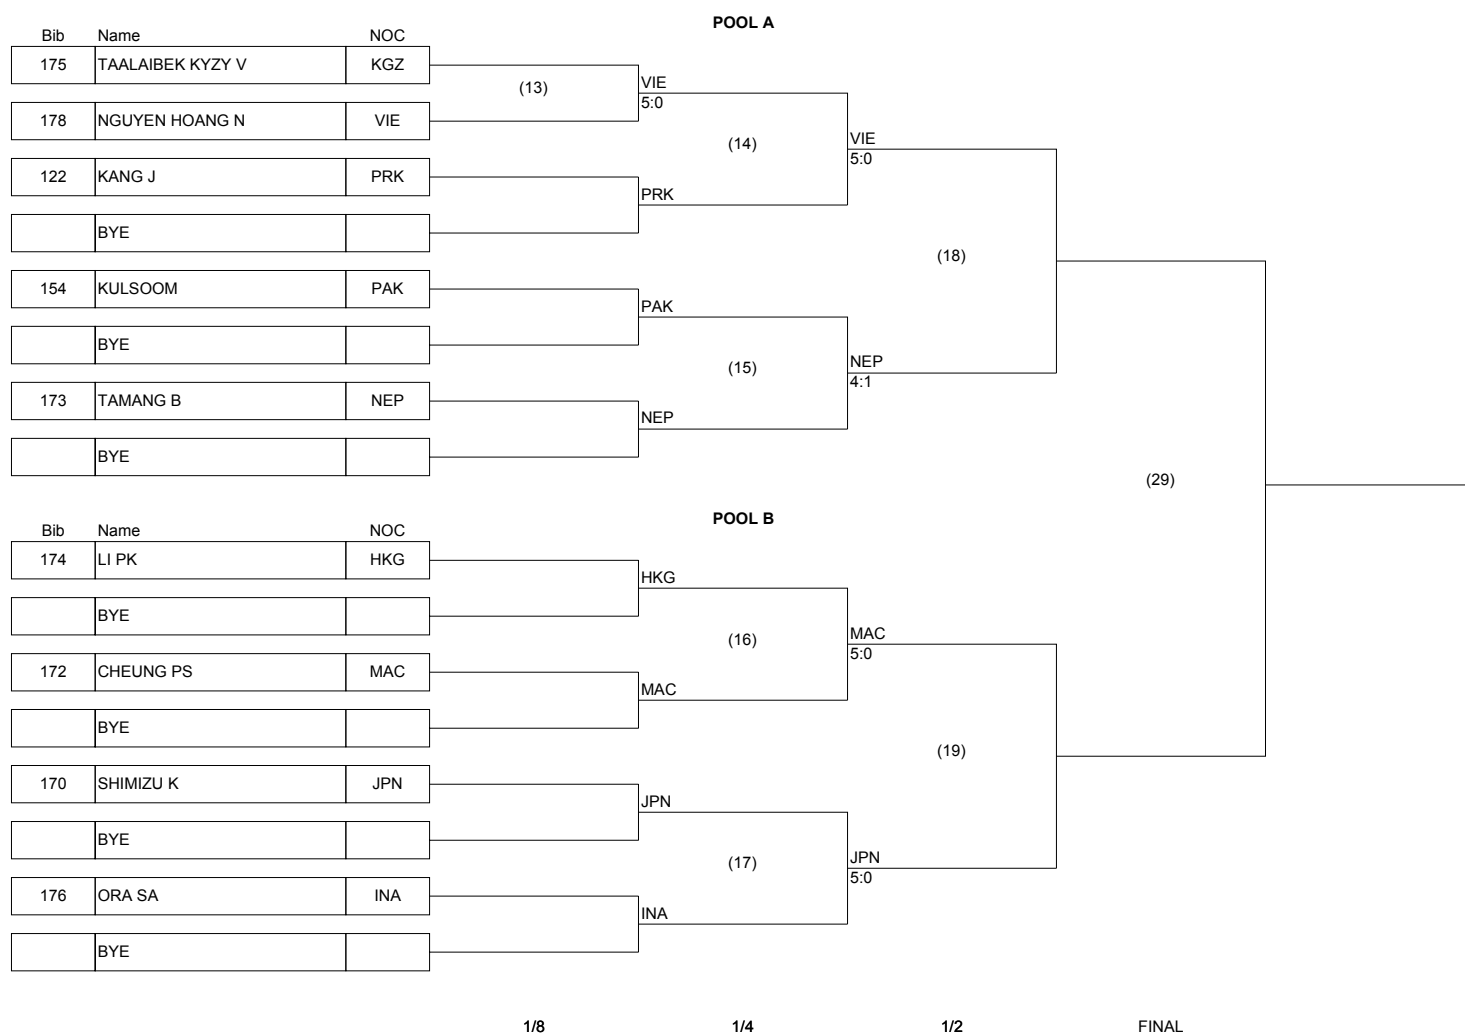 POOL A
Bib Name NOC
175 TAALAIBEK KYZY V KGZ
(13)
VIE
5:0
178 NGUYEN HOANG N VIE
(14)
VIE
5:0
122 KANG J PRK
PRK
BYE
(18)
154 KULSOOM PAK
PAK
BYE
(15)
NEP
4:1
173 TAMANG B NEP
NEP
BYE
(29)
POOL B
Bib Name NOC
174 LI PK HKG
HKG
BYE
(16)
MAC
5:0
172 CHEUNG PS MAC
MAC
BYE
(19)
170 SHIMIZU K JPN
JPN
BYE
(17)
JPN
5:0
176 ORA SA INA
INA
BYE
1/8 1/4 1/2 FINAL